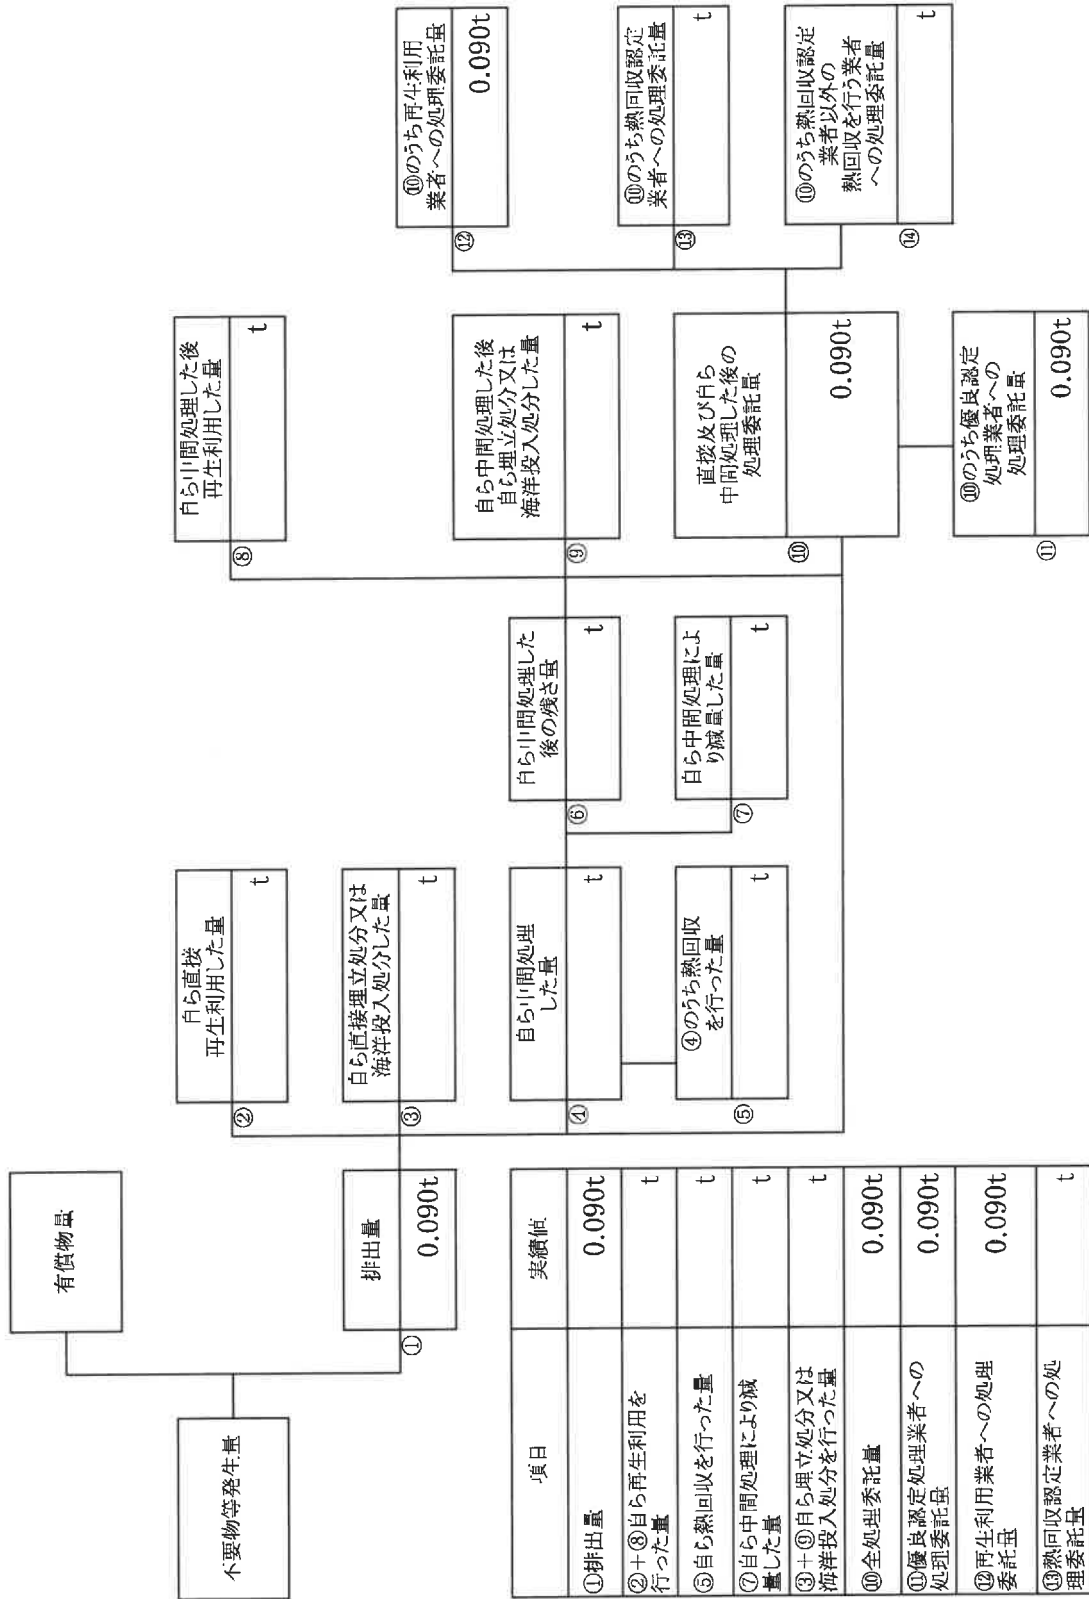 不要物等発生量
有償物量
①
排出量
0.090t
②
自ら直接
再生利用した量
t
③
自ら直接埋立処分又は
海洋投入処分した量
t
④
自ら中間処理
した量
t
⑤
④のうち熱回収
を行った量
t
⑥
自ら中間処理した
後の残さ量
t
⑦
自ら中間処理によ
り減量した量
t
⑧
自ら中間処理した後
再生利用した量
t
⑨
自ら中間処理した後
自ら埋立処分又は
海洋投入処分した量
t
⑩
直接及び自ら
中間処理した後の
処理委託量
0.090t
⑪
⑩のうち優良認定
処理業者への
処理委託量
0.090t
⑫
⑩のうち再生利用
業者への処理委託量
0.090t
⑬
⑩のうち熱回収認定
業者への処理委託量
t
⑭
⑩のうち熱回収認定
業者以外の
熱回収を行う業者
への処理委託量
t
項目 実績値
①排出量 0.090t
②+⑧自ら再生利用を
行った量 t
⑤自ら熱回収を行った量 t
⑦自ら中間処理により減
量した量 t
③+⑨自ら埋立処分又は
海洋投入処分を行った量 t
⑩全処理委託量 0.090t
⑪優良認定処理業者への
処理委託量 0.090t
⑫再生利用業者への処理
委託量 0.090t
⑬熱回収認定業者への処
理委託量 t